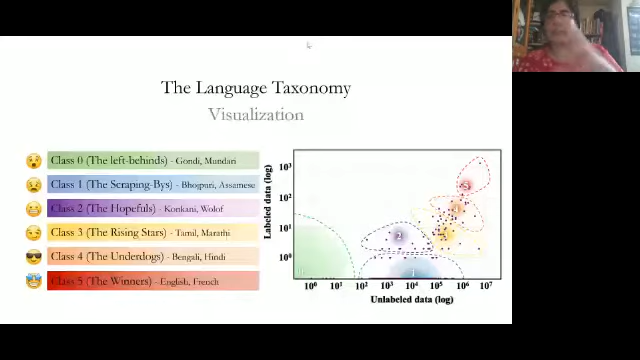 The Language Taxonomy
Visualization
Class 0 (The left-behinds) - Gondi, Mundari
Class 1 (The Scraping-Bys) - Bhojpuri, Assamese
Class 2 (The Hopefuls) - Konkani, Wolof
Class 3 (The Rising Stars) - Tamil, Marathi
Class 4 (The Underdogs) - Bengali, Hindi
Class 5 (The Winners) - English, French
Labeled data (log)
10³
10²
10¹
10⁰
5
4
3
2
1
10⁰ 10¹ 10² 10³ 10⁴ 10⁵ 10⁶ 10⁷
Unlabeled data (log)